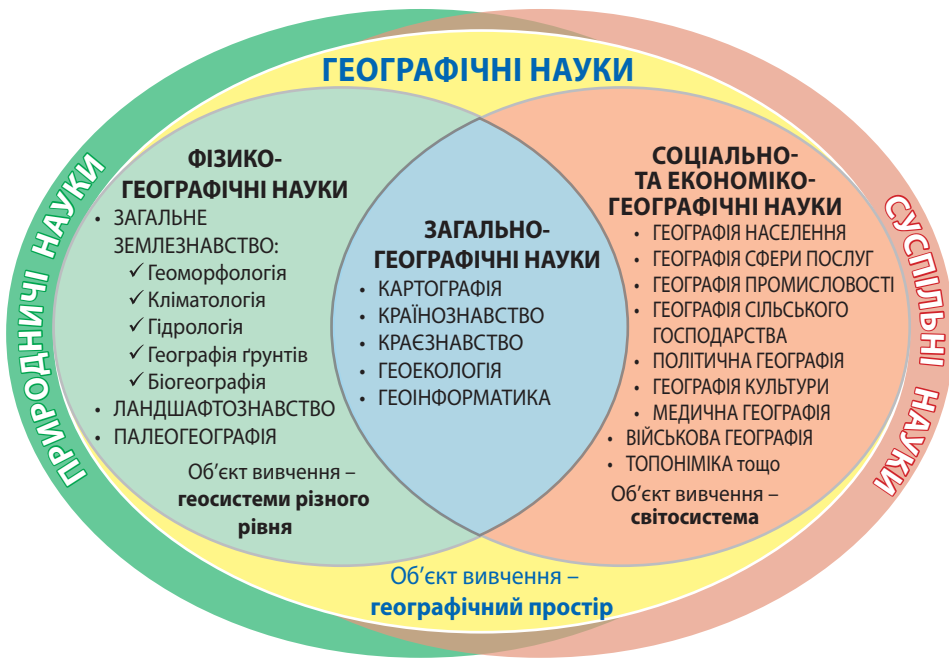 ГЕОГРАФІЧНІ НАУКИ
ПРИРОДНИЧІ НАУКИ
ФІЗИКО-
ГЕОГРАФІЧНІ НАУКИ
• ЗАГАЛЬНЕ
ЗЕМЛЕЗНАВСТВО:
✓ Геоморфологія
✓ Кліматологія
✓ Гідрологія
✓ Географія ґрунтів
✓ Біогеографія
• ЛАНДШАФТОЗНАВСТВО
• ПАЛЕОГЕОГРАФІЯ
Об’єкт вивчення –
геосистеми різного
рівня
ЗАГАЛЬНО-
ГЕОГРАФІЧНІ НАУКИ
• КАРТОГРАФІЯ
• КРАЇНОЗНАВСТВО
• КРАЄЗНАВСТВО
• ГЕОЕКОЛОГІЯ
• ГЕОІНФОРМАТИКА
СОЦІАЛЬНО-
ТА ЕКОНОМІКО-
ГЕОГРАФІЧНІ НАУКИ
• ГЕОГРАФІЯ НАСЕЛЕННЯ
• ГЕОГРАФІЯ СФЕРИ ПОСЛУГ
• ГЕОГРАФІЯ ПРОМИСЛОВОСТІ
• ГЕОГРАФІЯ СІЛЬСЬКОГО
ГОСПОДАРСТВА
• ПОЛІТИЧНА ГЕОГРАФІЯ
• ГЕОГРАФІЯ КУЛЬТУРИ
• МЕДИЧНА ГЕОГРАФІЯ
• ВІЙСЬКОВА ГЕОГРАФІЯ
• ТОПОНІМІКА тощо
Об’єкт вивчення –
світосистема
СУСПІЛЬНІ НАУКИ
Об’єкт вивчення –
географічний простір